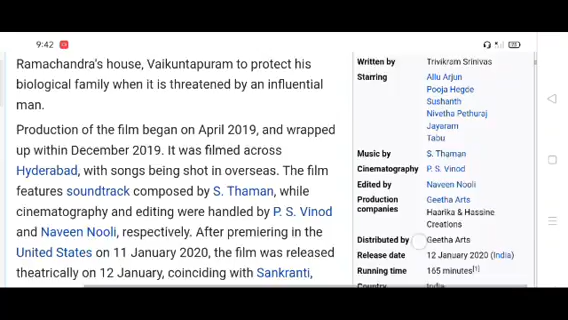 9:42
Ramachandra's house, Vaikuntapuram to protect his
biological family when it is threatened by an influential
man.
Production of the film began on April 2019, and wrapped
up within December 2019. It was filmed across
Hyderabad, with songs being shot in overseas. The film
features soundtrack composed by S. Thaman, while
cinematography and editing were handled by P. S. Vinod
and Naveen Nooli, respectively. After premiering in the
United States on 11 January 2020, the film was released
theatrically on 12 January, coinciding with Sankranti,
Written by Trivikram Srinivas
Starring Allu Arjun
Pooja Hegde
Sushanth
Nivetha Pethuraj
Jayaram
Tabu
Music by S. Thaman
Cinematography P. S. Vinod
Edited by Naveen Nooli
Production companies Geetha Arts
Haarika & Hassine
Creations
Distributed by Geetha Arts
Release date 12 January 2020 (India)
Running time 165 minutes[1]
Country India